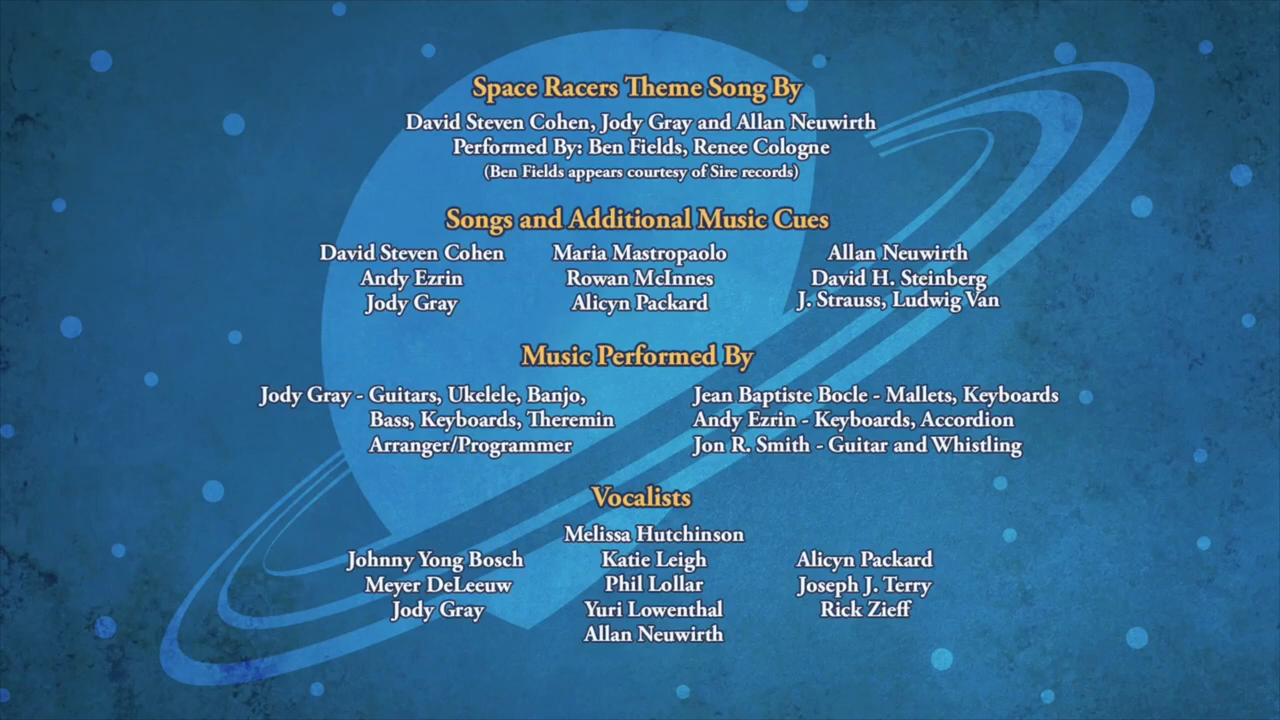 Space Racers Theme Song By
David Steven Cohen, Jody Gray and Allan Neuwirth
Performed By: Ben Fields, Renee Cologne
(Ben Fields appears courtesy of Sire records)
Songs and Additional Music Cues
David Steven Cohen Maria Mastropaolo Allan Neuwirth
Andy Ezrin Rowan McInnes David H. Steinberg
Jody Gray Alicyn Packard J. Strauss, Ludwig Van
Music Performed By
Jody Gray - Guitars, Ukelele, Banjo,
Bass, Keyboards, Theremin
Arranger/Programmer
Jean Baptiste Bocle - Mallets, Keyboards
Andy Ezrin - Keyboards, Accordion
Jon R. Smith - Guitar and Whistling
Vocalists
Melissa Hutchinson
Johnny Yong Bosch Katie Leigh Alicyn Packard
Meyer DeLeeuw Phil Lollar Joseph J. Terry
Jody Gray Yuri Lowenthal Rick Zieff
Allan Neuwirth